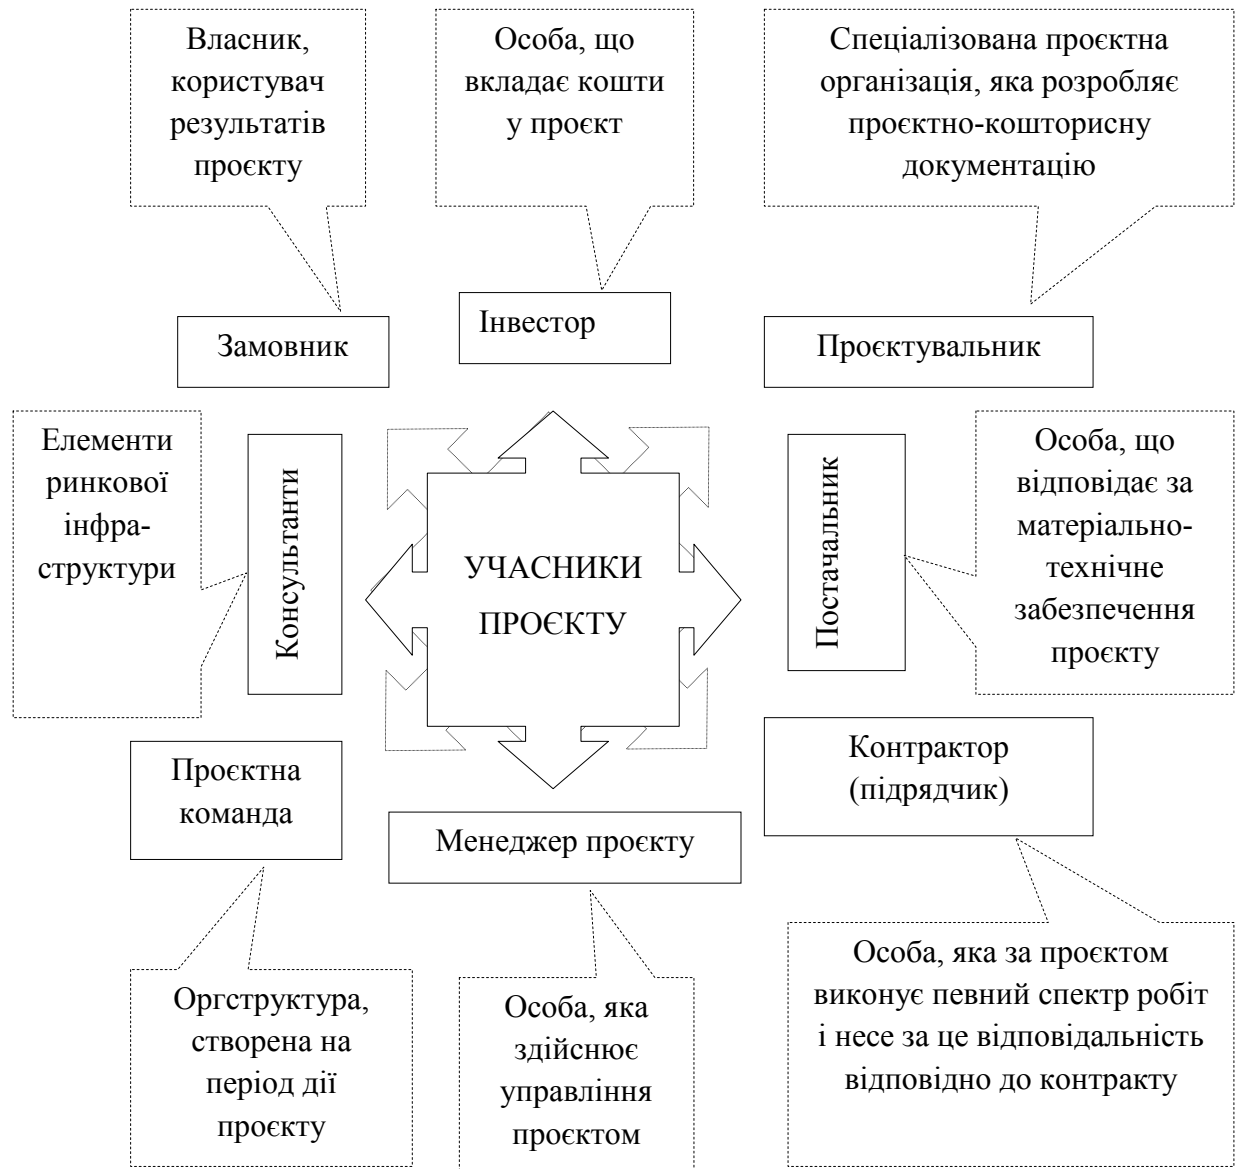 Власник,
користувач
результатів
проєкту
Особа, що
вкладає кошти
у проєкт
Спеціалізована проєктна
організація, яка розробляє
проєктно-кошторисну
документацію
Замовник
Інвестор
Проєктувальник
Елементи
ринкової
інфра-
структури
Консультанти
УЧАСНИКИ
ПРОЄКТУ
Постачальник
Особа, що
відповідає за
матеріально-
технічне
забезпечення
проєкту
Проєктна
команда
Менеджер проєкту
Контрактор
(підрядчик)
Оргструктура,
створена на
період дії
проєкту
Особа, яка
здійснює
управління
проєктом
Особа, яка за проєктом
виконує певний спектр робіт
і несе за це відповідальність
відповідно до контракту